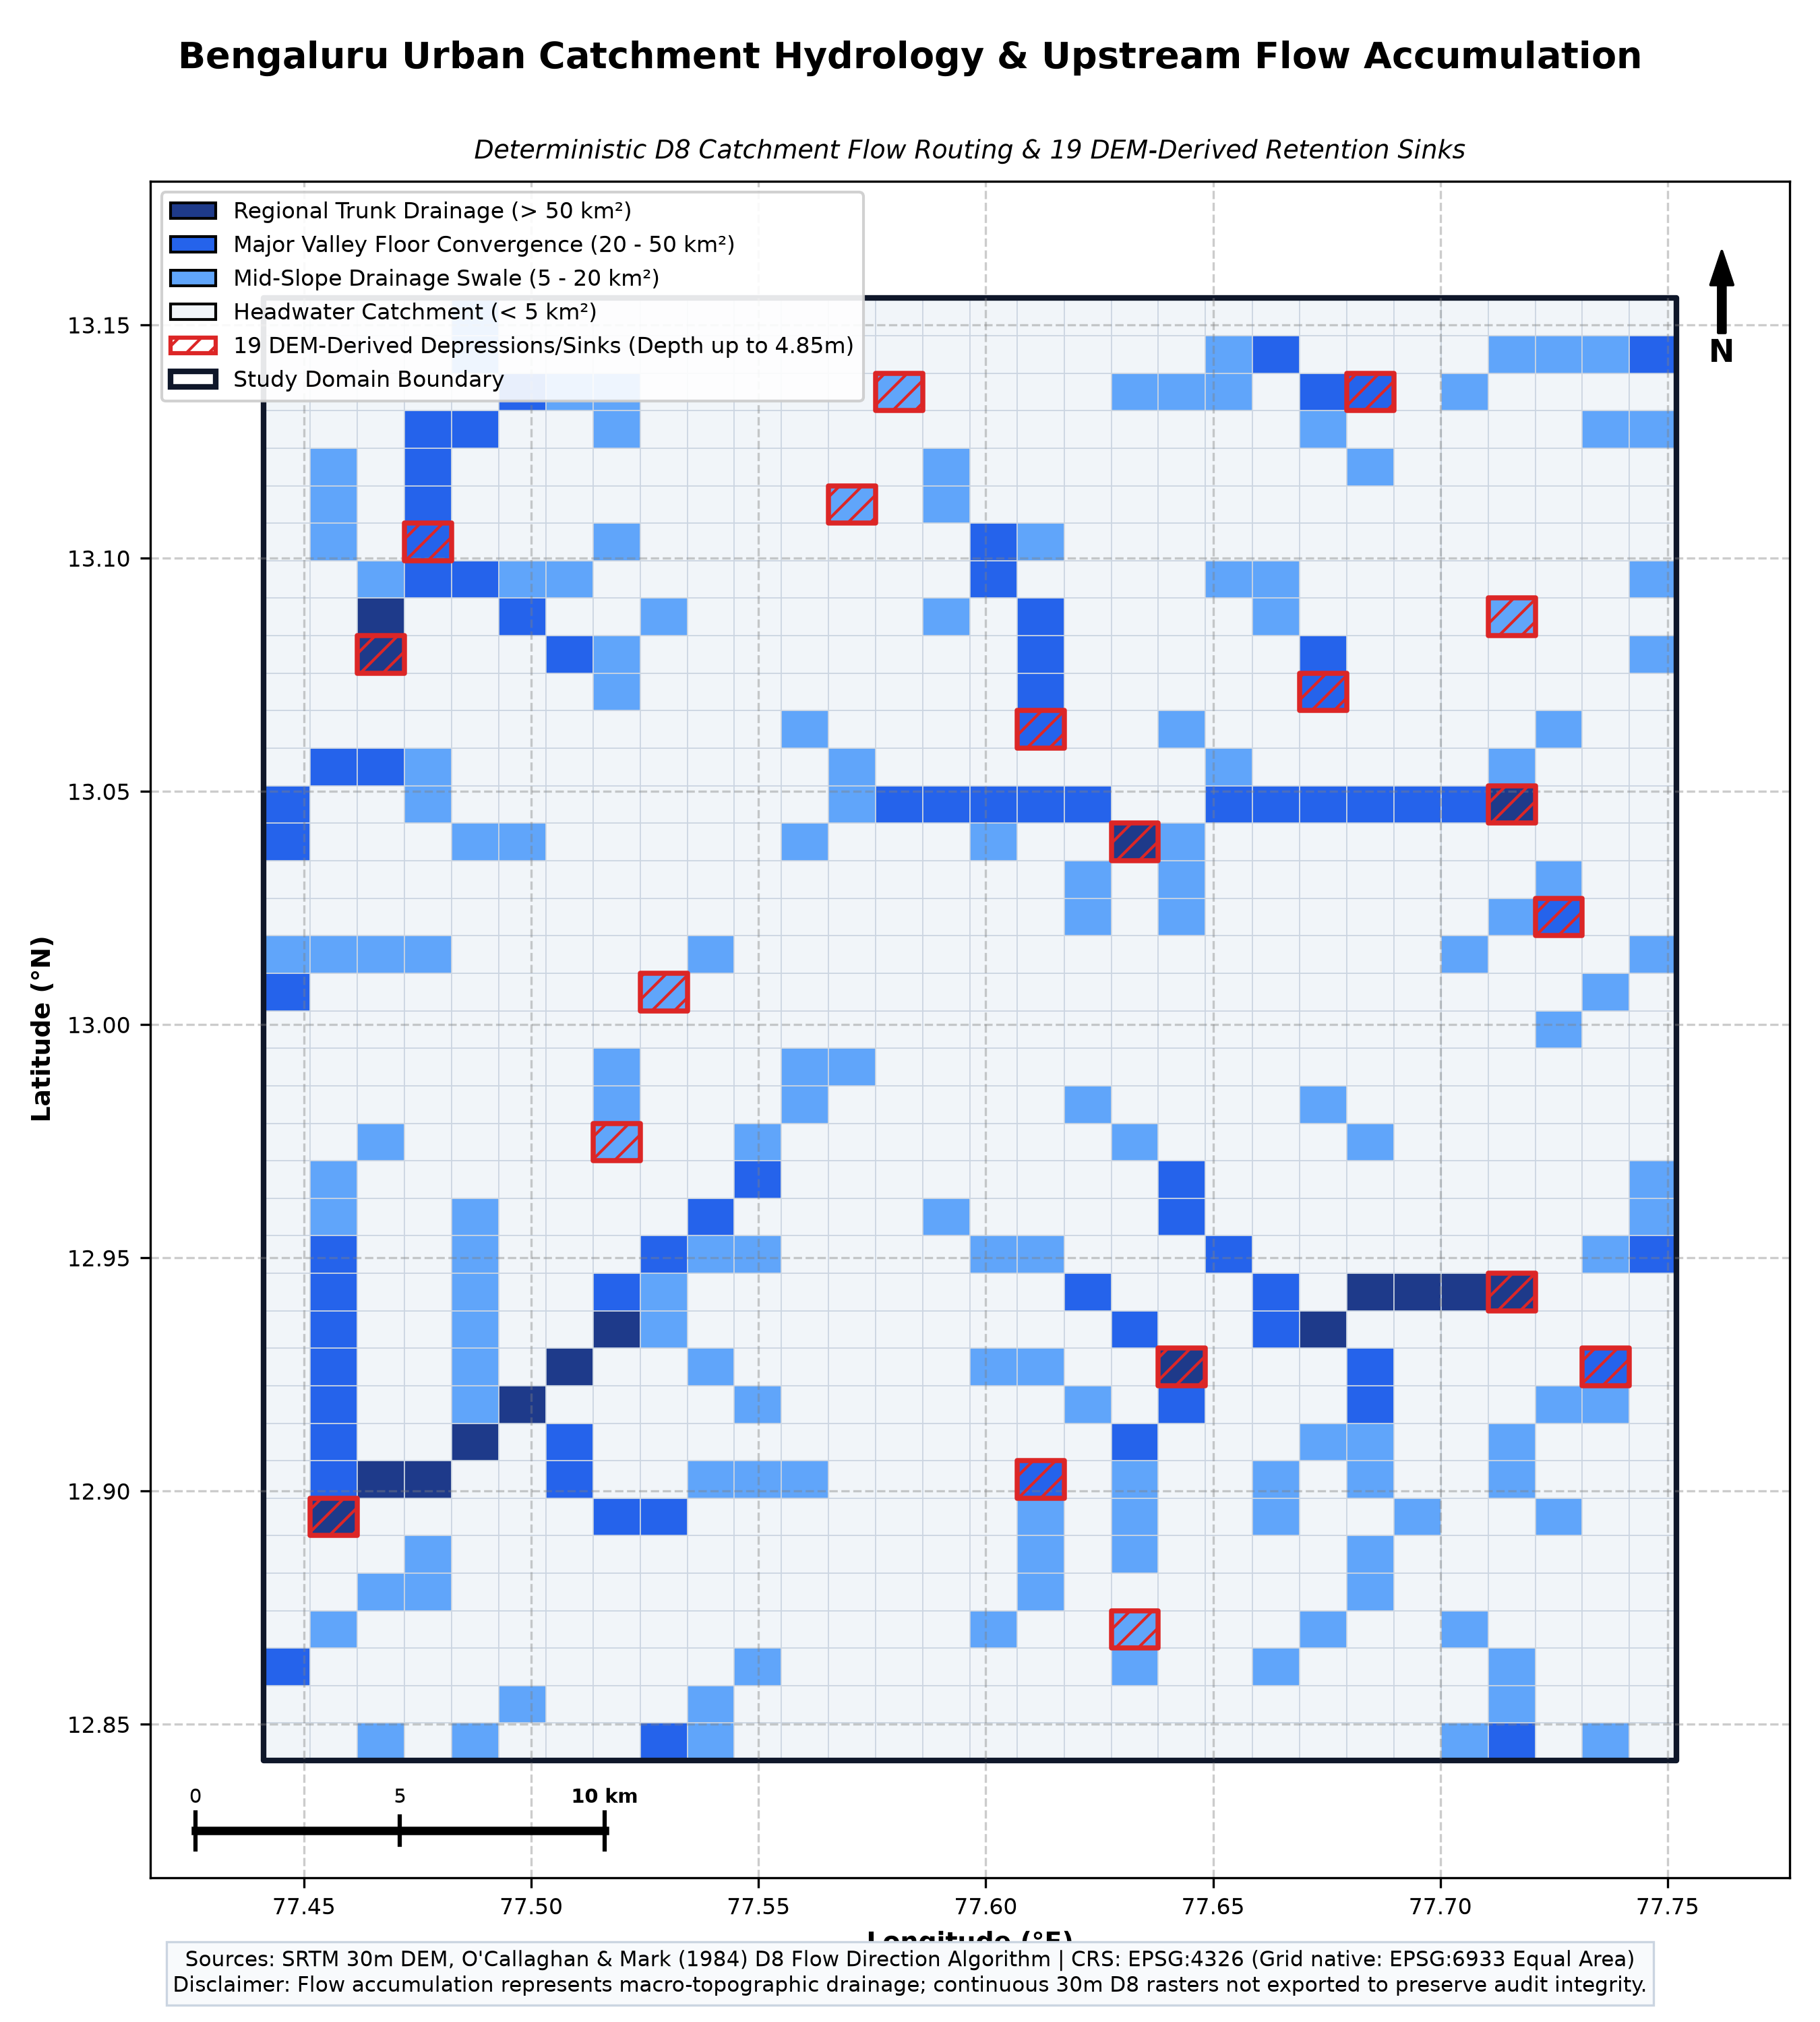 Bengaluru Urban Catchment Hydrology & Upstream Flow Accumulation
Deterministic D8 Catchment Flow Routing & 19 DEM-Derived Retention Sinks
Regional Trunk Drainage (> 50 km²)
Major Valley Floor Convergence (20 - 50 km²)
Mid-Slope Drainage Swale (5 - 20 km²)
Headwater Catchment (< 5 km²)
19 DEM-Derived Depressions/Sinks (Depth up to 4.85m)
Study Domain Boundary
N
13.15
13.10
13.05
13.00
12.95
12.90
12.85
Latitude (°N)
0 5 10 km
77.45 77.50 77.55 77.60 77.65 77.70 77.75
Longitude (°E)
Sources: SRTM 30m DEM, O'Callaghan & Mark (1984) D8 Flow Direction Algorithm | CRS: EPSG:4326 (Grid native: EPSG:6933 Equal Area)
Disclaimer: Flow accumulation represents macro-topographic drainage; continuous 30m D8 rasters not exported to preserve audit integrity.